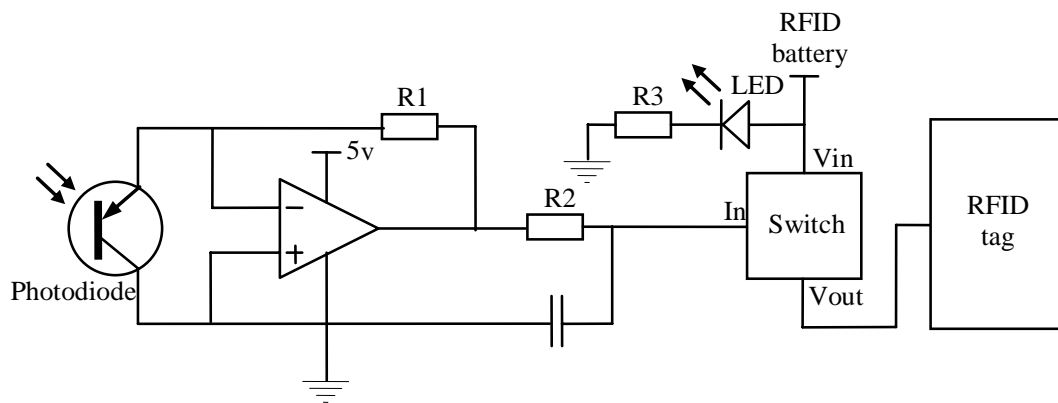 RFID
battery
LED
R3
R1
5v
Vin
R2
In
Switch
RFID
tag
Photodiode
Vout